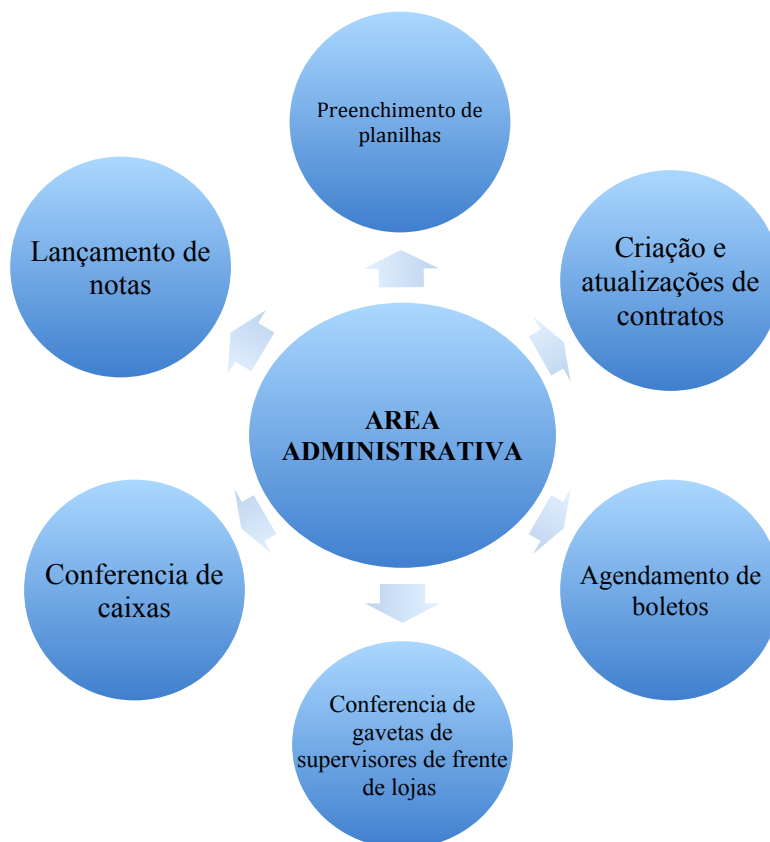 Preenchimento de
planilhas
Criação e
atualizações de
contratos
Agendamento de
boletos
Conferencia de
gavetas de
supervisores de frente
de lojas
Conferencia de
caixas
Lançamento de
notas
AREA
ADMINISTRATIVA